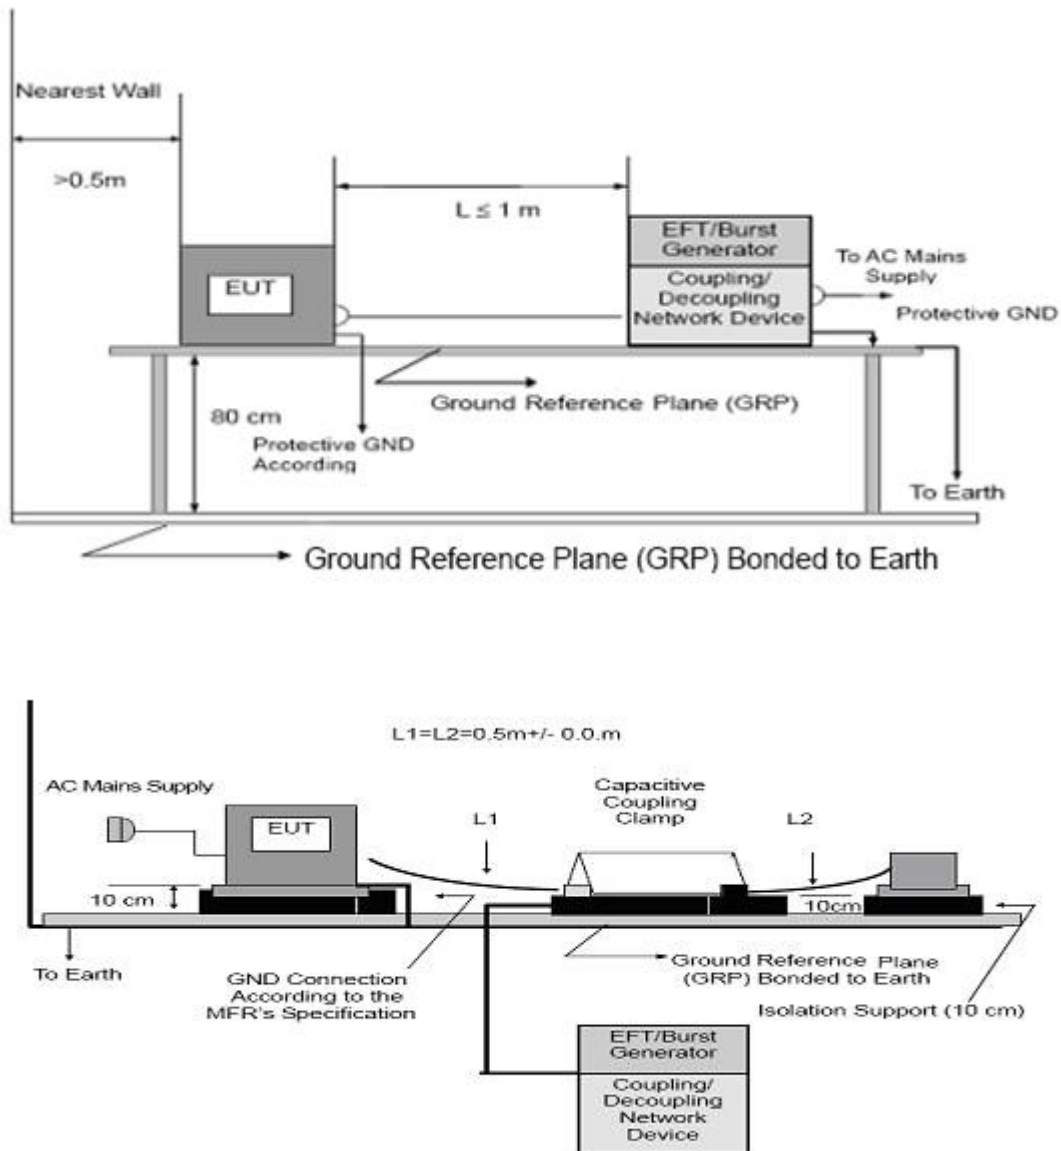 Nearest Wall
>0.5m
L ≤ 1 m
EUT
EFT/Burst
Generator
Coupling/
Decoupling
Network Device
To AC Mains
Supply
Protective GND
Ground Reference Plane (GRP)
80 cm
Protective GND
According
To Earth
Ground Reference Plane (GRP) Bonded to Earth
L1=L2=0.5m+/- 0.0.m
AC Mains Supply
EUT
L1
Capacitive
Coupling
Clamp
L2
10 cm
10cm
To Earth
GND Connection
According to the
MFR's Specification
Ground Reference Plane
(GRP) Bonded to Earth
Isolation Support (10 cm)
EFT/Burst
Generator
Coupling/
Decoupling
Network
Device